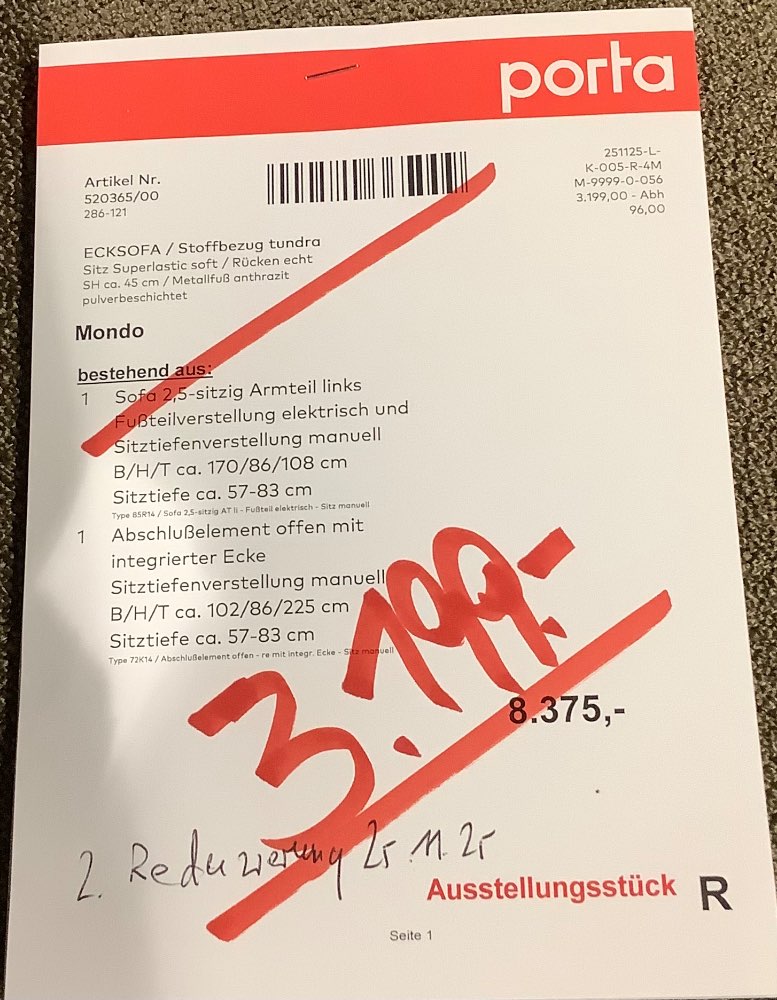 porta
Artikel Nr.
520365/00
286-121
251125-L-
K-005-R-4M
M-9999-0-056
3.199,00 - Abh
96,00
ECKSOFA / Stoffbezug tundra
Sitz Superlastic soft / Rücken echt
SH ca. 45 cm / Metallfuß anthrazit
pulverbeschichtet
Mondo
bestehend aus:
1 Sofa 2,5-sitzig Armteil links
Fußteilverstellung elektrisch und
Sitztiefenverstellung manuell
B/H/T ca. 170/86/108 cm
Sitztiefe ca. 57-83 cm
Type 85R14 / Sofa 2,5-sitzig AT li - Fußteil elektrisch - Sitz manuell
1 Abschlußelement offen mit
integrierter Ecke
Sitztiefenverstellung manuell
B/H/T ca. 102/86/225 cm
Sitztiefe ca. 57-83 cm
Type 72K14 / Abschlußelement offen - re mit integr. Ecke - Sitz manuell
3.199,-
8.375,-
2. Reduzierung 25.11.25
Ausstellungsstück R
Seite 1